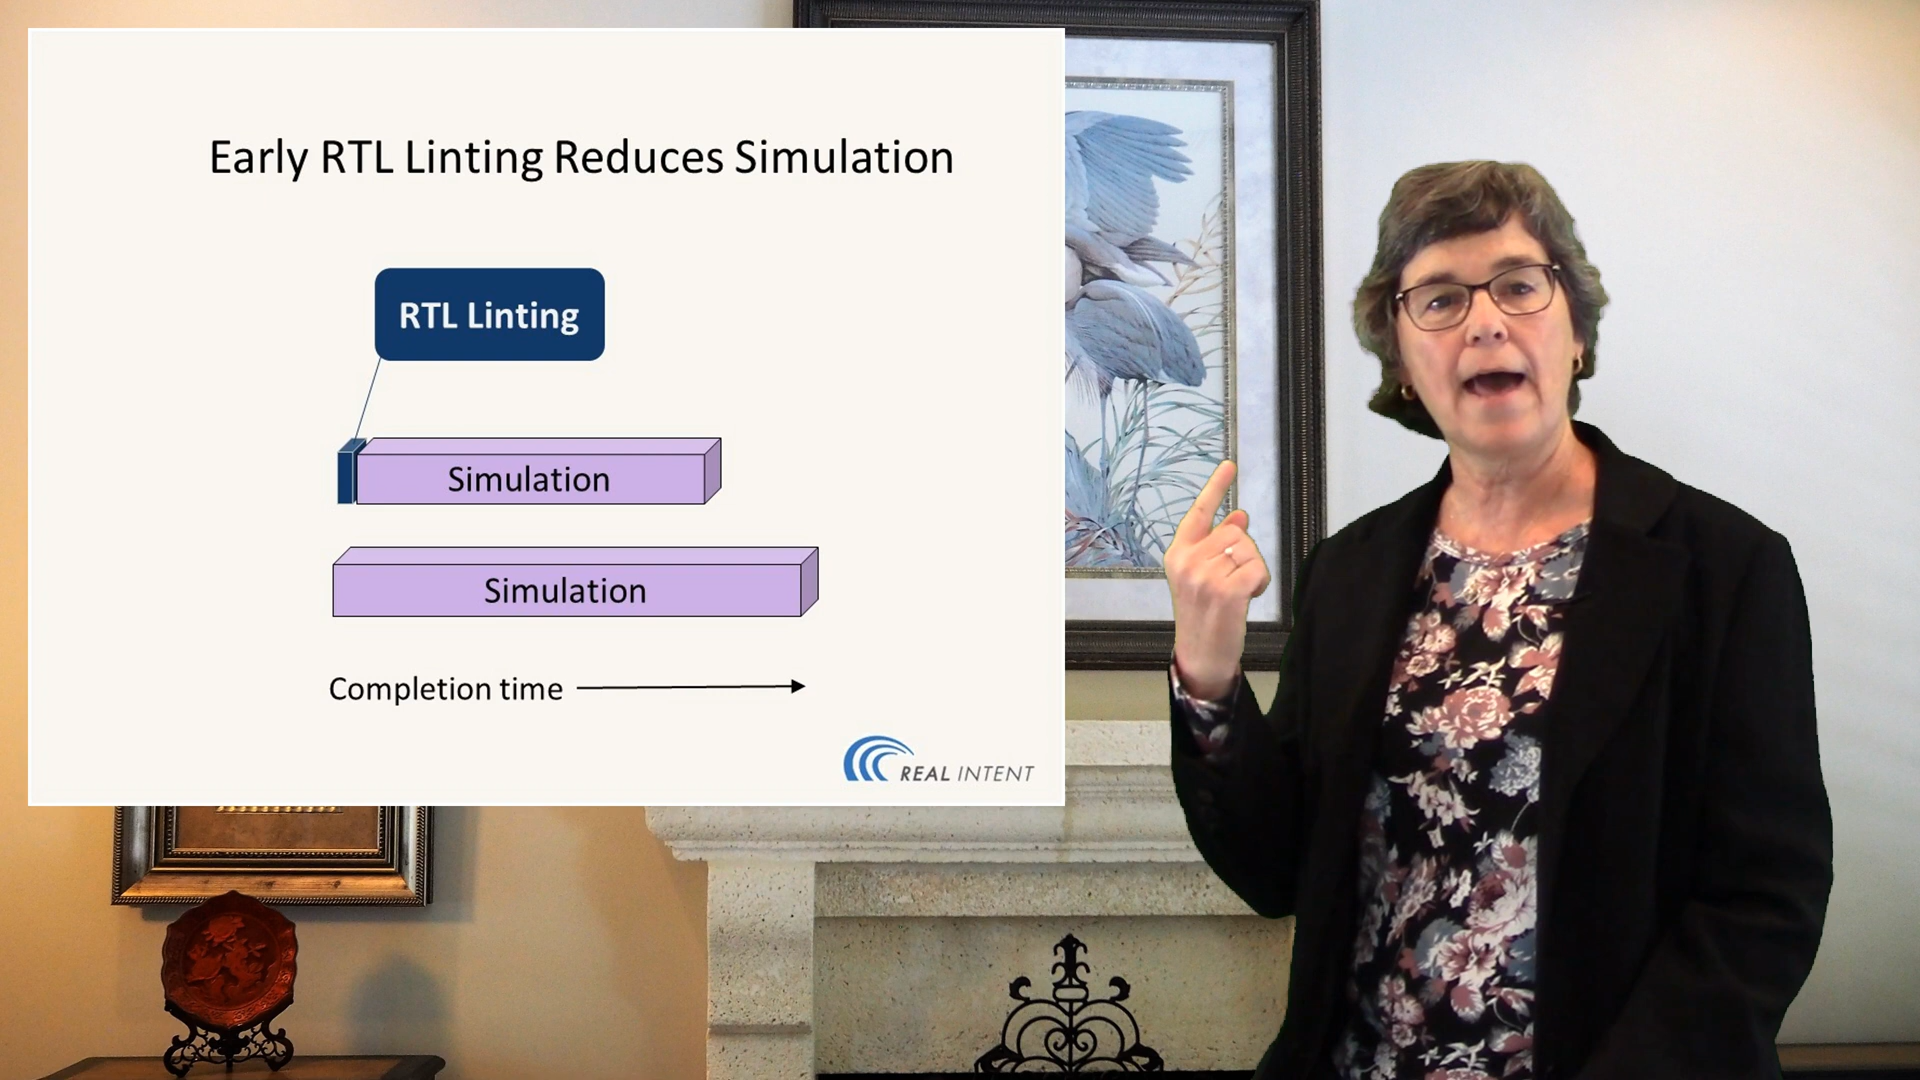 Early RTL Linting Reduces Simulation
RTL Linting
Simulation
Simulation
Completion time
REAL INTENT